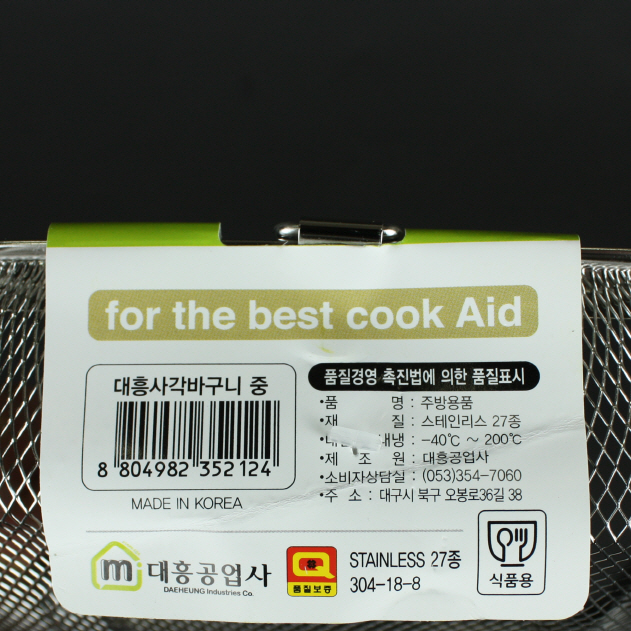 for the best cook Aid
대흥사각바구니 중
8 804982 352124
MADE IN KOREA
품질경영 촉진법에 의한 품질표시
•품 명 : 주방용품
•재 질 : 스테인리스 27종
대냉 : -40℃ ~ 200℃
•제 조 원 : 대흥공업사
•소비자상담실 : (053)354-7060
•주 소 : 대구시 북구 오봉로36길 38
m 대흥공업사
DAEHEUNG Industries Co.
Q
품질보증
STAINLESS 27종
304-18-8
식품용